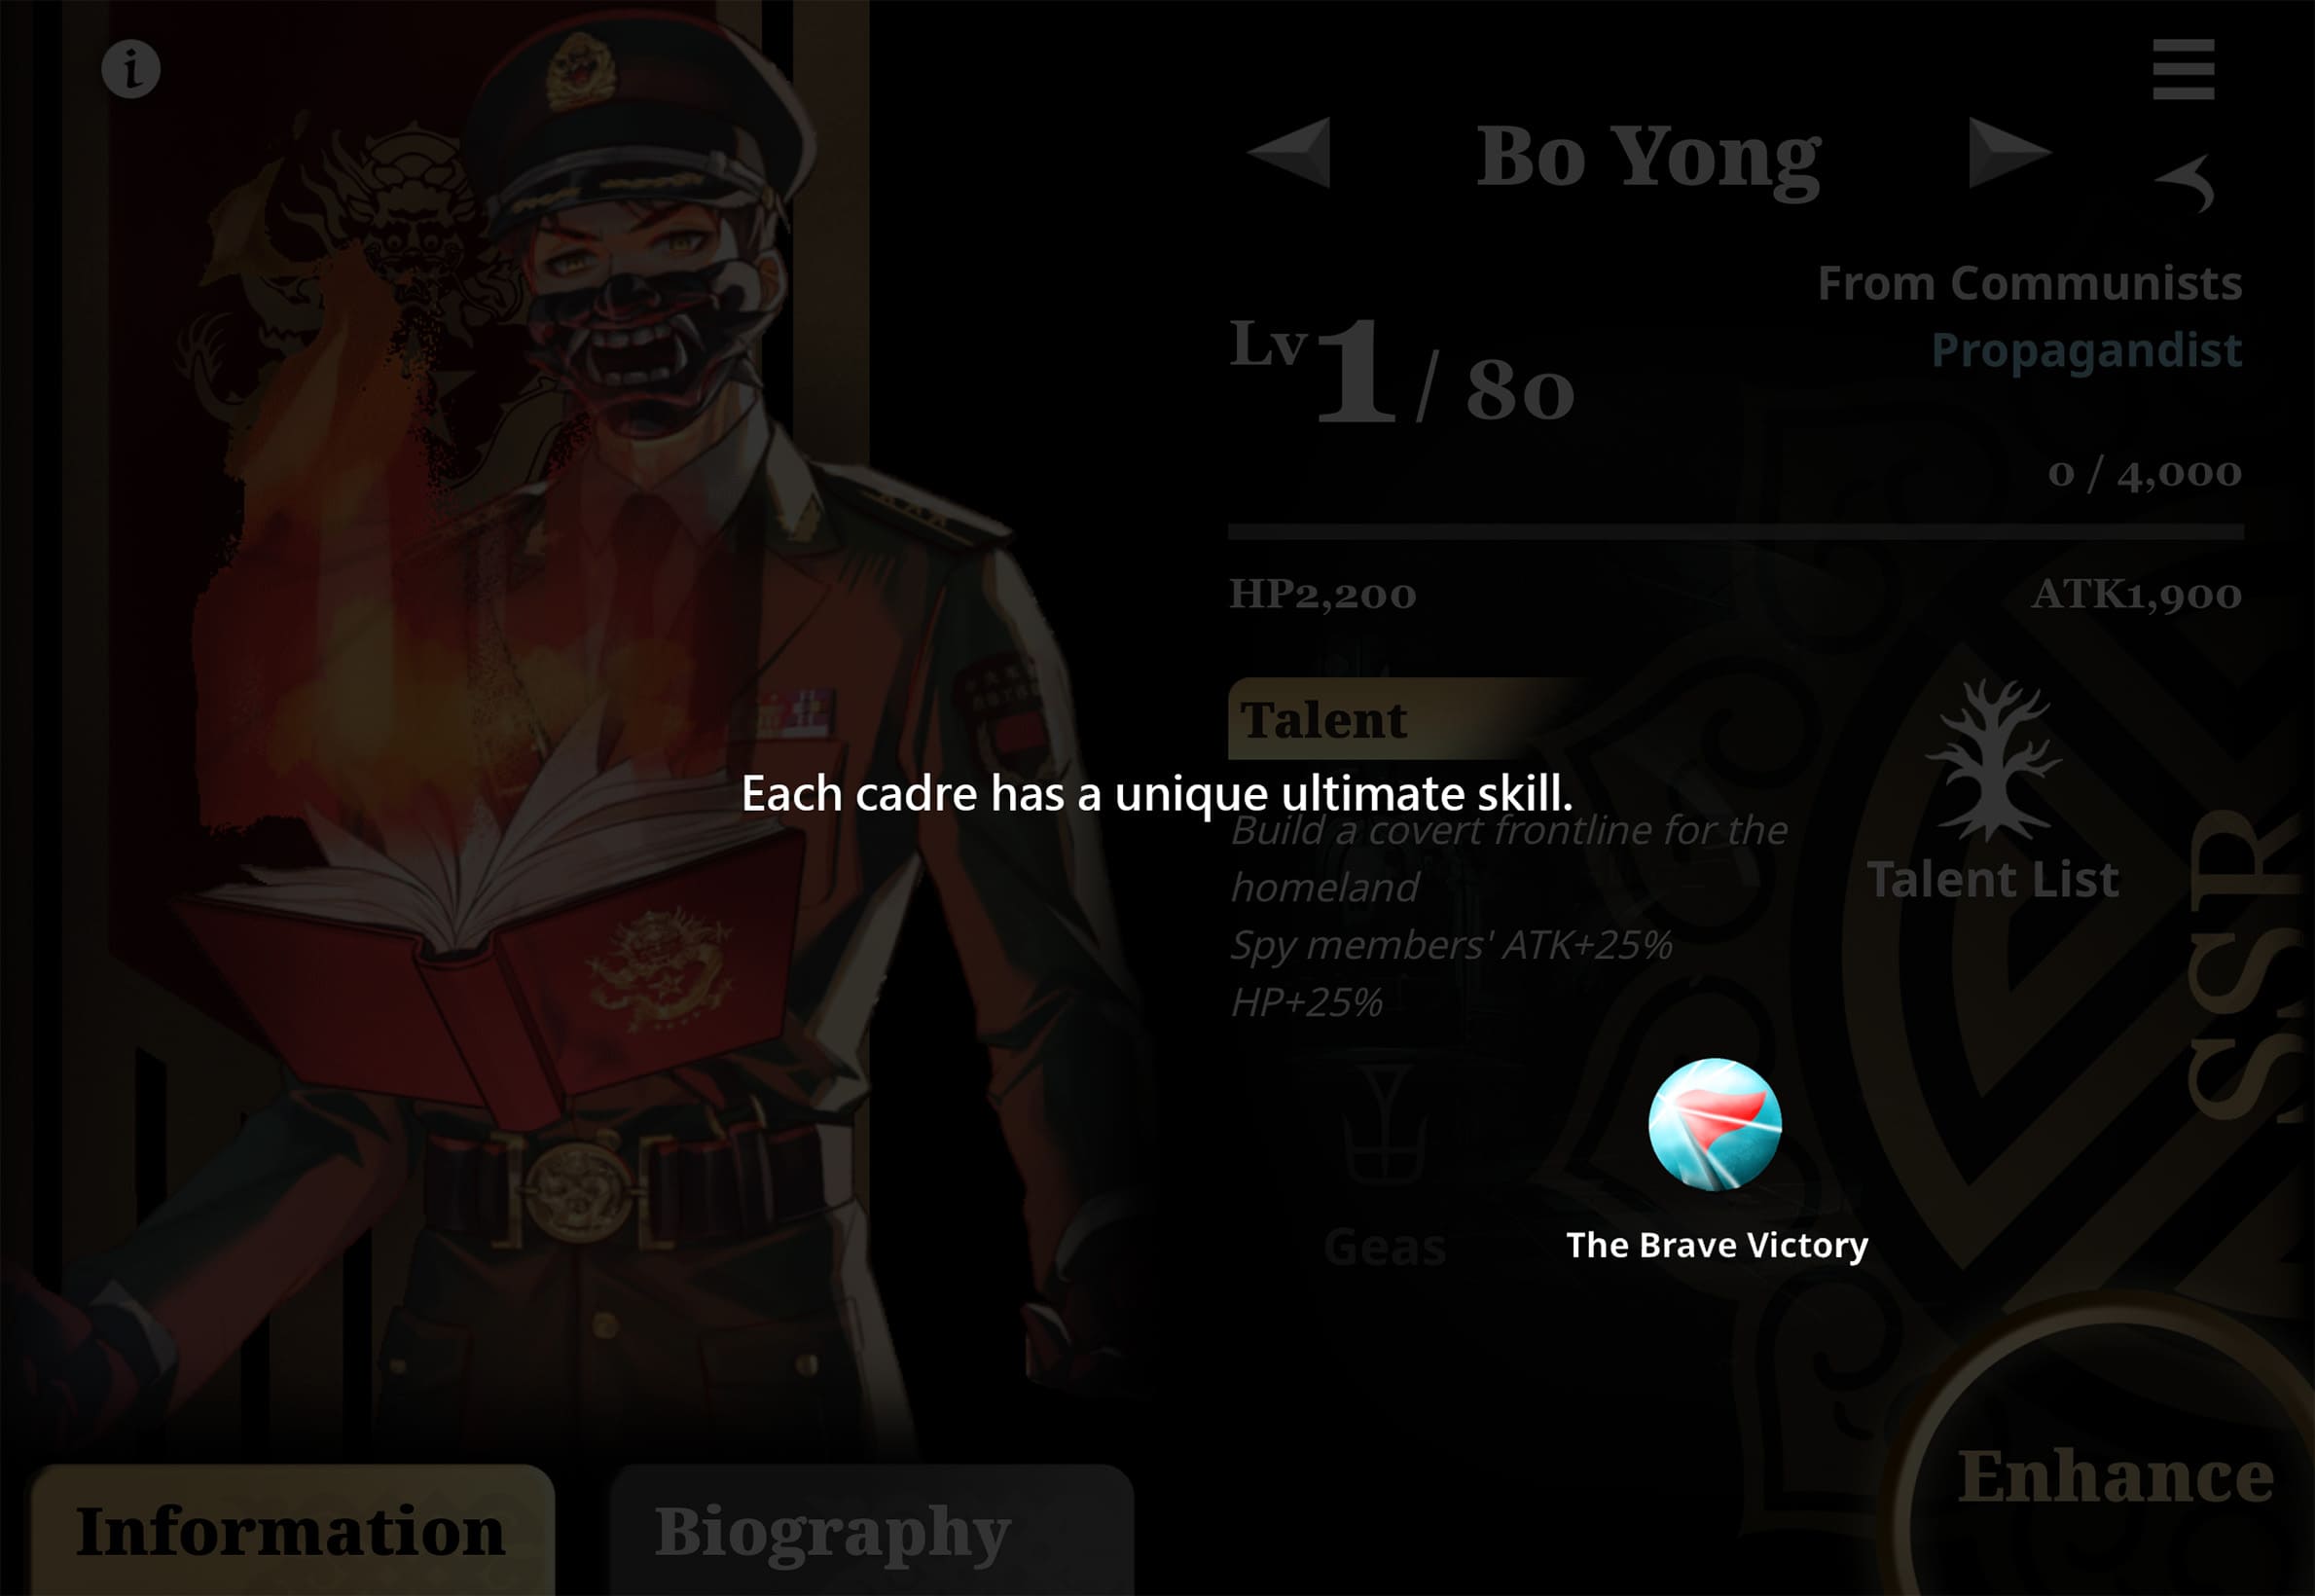 i
Bo Yong
From Communists
Propagandist
Lv 1 / 80
0 / 4,000
HP2,200
ATK1,900
Talent
Each cadre has a unique ultimate skill.
Build a covert frontline for the
homeland
Spy members' ATK+25%
HP+25%
Talent List
SSR
Geas
The Brave Victory
Information
Biography
Enhance